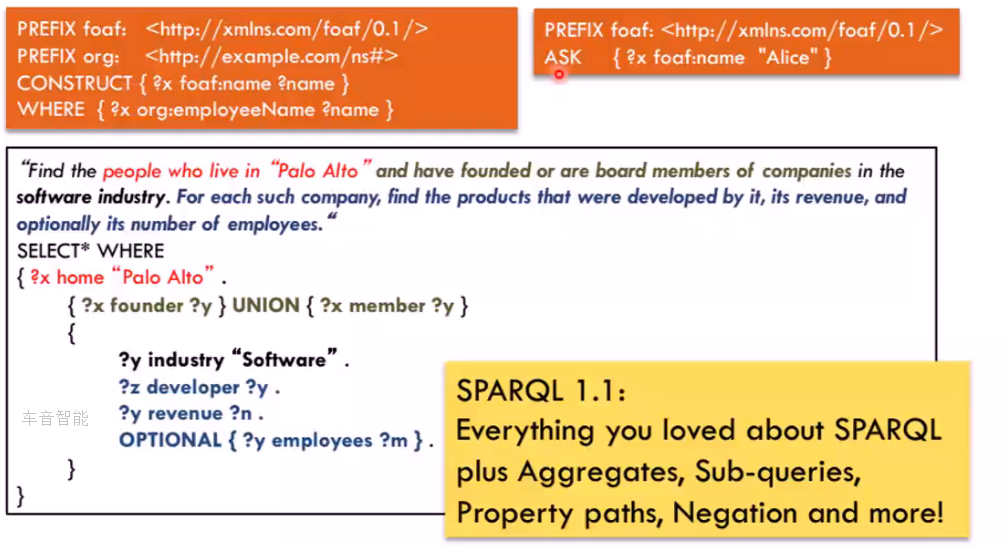 PREFIX foaf: <http://xmlns.com/foaf/0.1/>
PREFIX org: <http://example.com/ns#>
CONSTRUCT { ?x foaf:name ?name }
WHERE { ?x org:employeeName ?name }
PREFIX foaf: <http://xmlns.com/foaf/0.1/>
ASK { ?x foaf:name "Alice" }
“Find the people who live in “Palo Alto” and have founded or are board members of companies in the
software industry. For each such company, find the products that were developed by it, its revenue, and
optionally its number of employees.“
SELECT* WHERE
{ ?x home “Palo Alto” .
{ ?x founder ?y } UNION { ?x member ?y }
{
?y industry “Software” .
?z developer ?y .
?y revenue ?n .
OPTIONAL { ?y employees ?m } .
}
}
车音智能
SPARQL 1.1:
Everything you loved about SPARQL
plus Aggregates, Sub-queries,
Property paths, Negation and more!